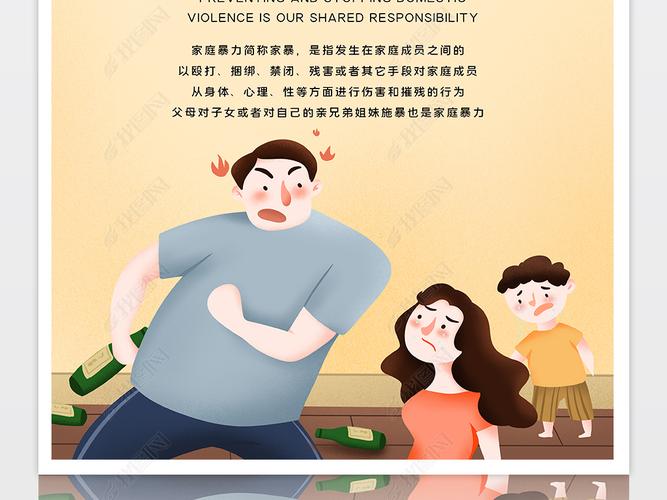 PREVENTING AND STOPPING DOMESTIC
VIOLENCE IS OUR SHARED RESPONSIBILITY
家庭暴力简称家暴，是指发生在家庭成员之间的
以殴打、捆绑、禁闭、残害或者其它手段对家庭成员
从身体、心理、性等方面进行伤害和摧残的行为
父母对子女或者对自己的亲兄弟姐妹施暴也是家庭暴力